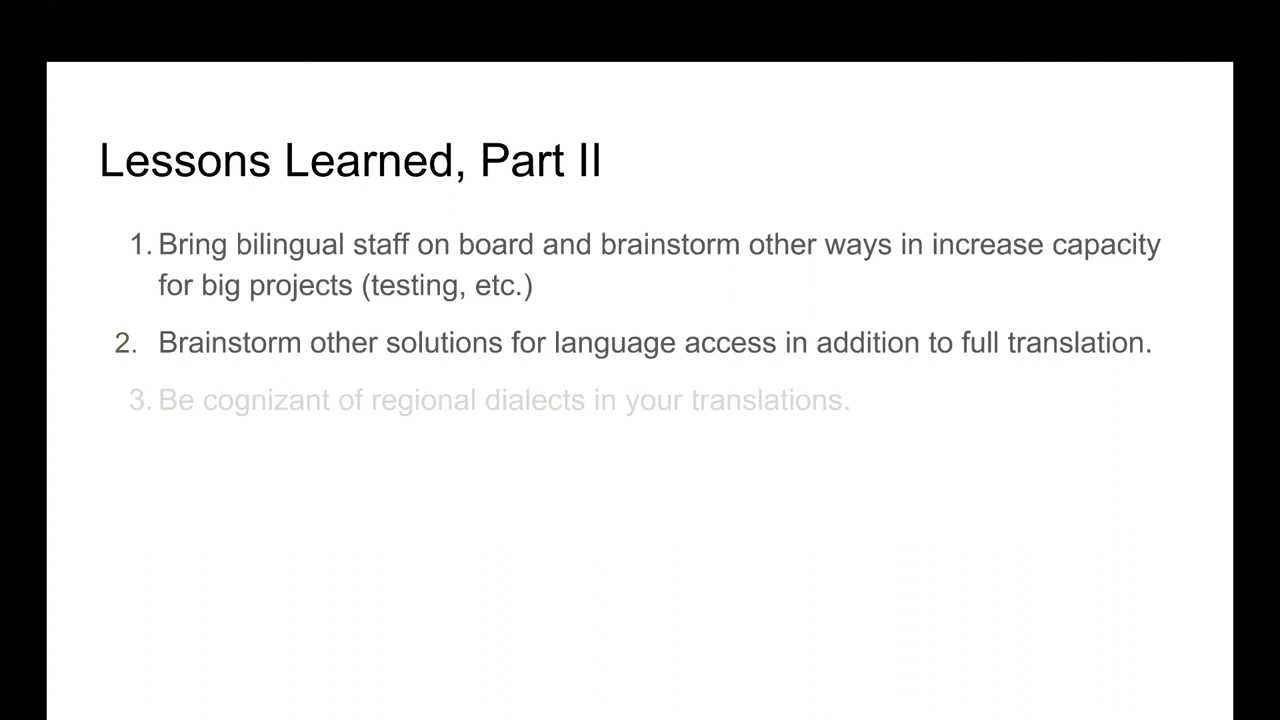 Lessons Learned, Part II
1. Bring bilingual staff on board and brainstorm other ways in increase capacity
for big projects (testing, etc.)
2. Brainstorm other solutions for language access in addition to full translation.
3. Be cognizant of regional dialects in your translations.